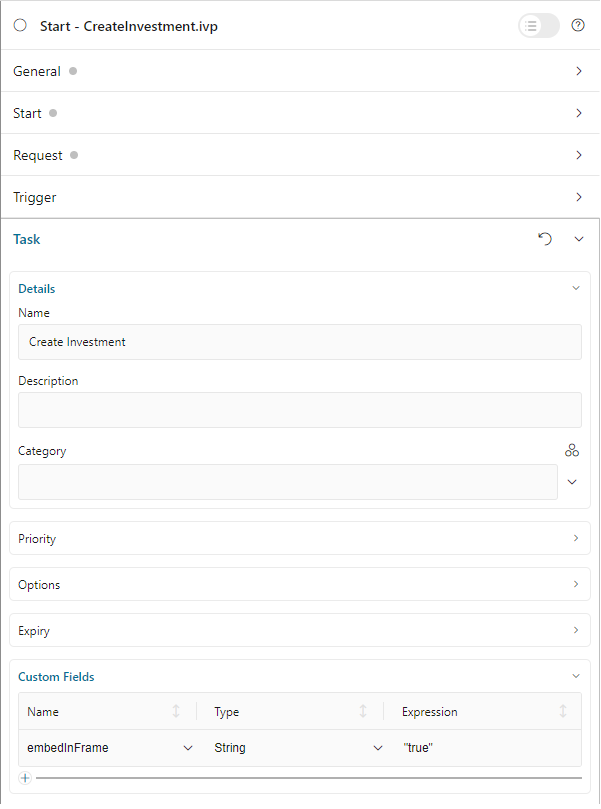 Start - CreateInvestment.ivp
General
Start
Request
Trigger
Task
Details
Name
Create Investment
Description
Category
Priority
Options
Expiry
Custom Fields
Name Type Expression
embedInFrame String "true"